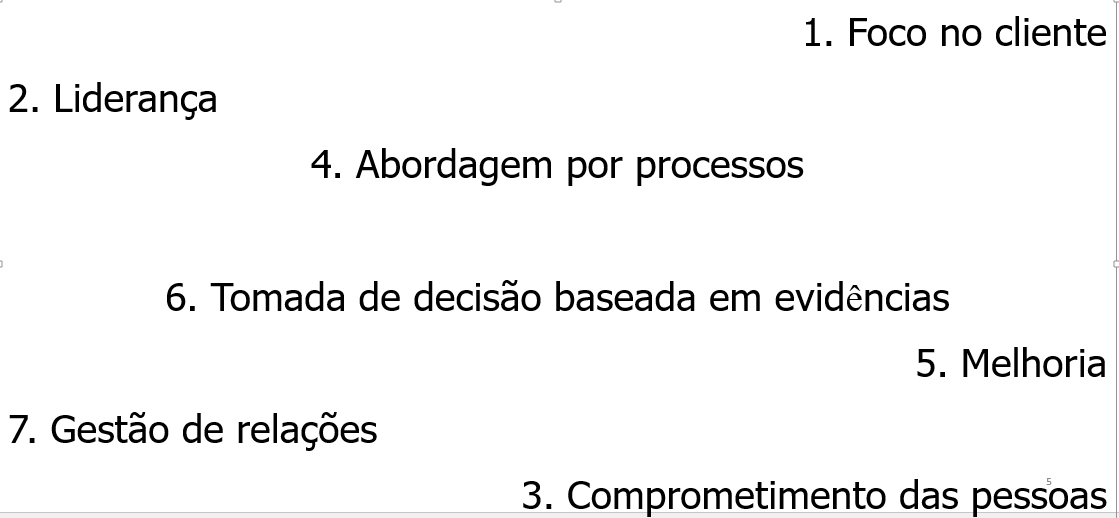 1. Foco no cliente
2. Liderança
4. Abordagem por processos
6. Tomada de decisão baseada em evidências
5. Melhoria
7. Gestão de relações
5
3. Comprometimento das pessoas